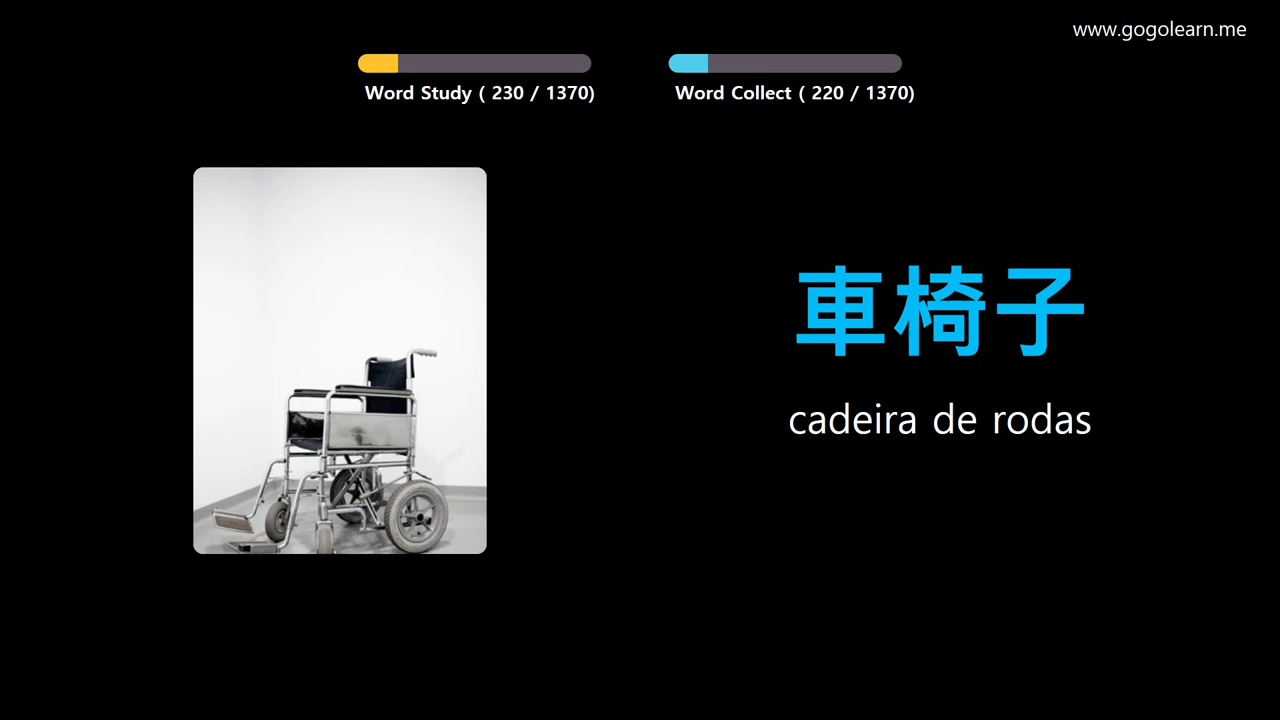 www.gogolearn.me
Word Study ( 230 / 1370)
Word Collect ( 220 / 1370)
車椅子
cadeira de rodas